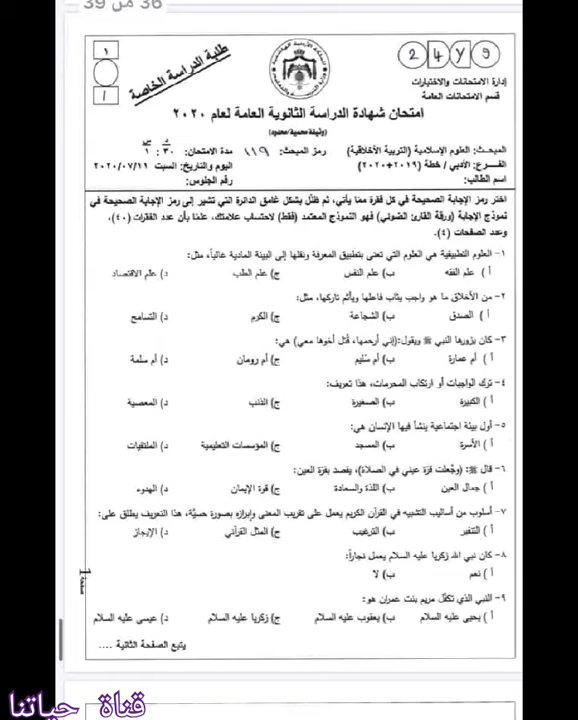 36 من 39
١
١
طلبة الدراسة الخاصة
إدارة الامتحانات والاختبارات
قسم الامتحانات العامة
امتحان شهادة الدراسة الثانوية العامة لعام ٢٠٢٠
(وثيقة محمية/محدود)
المبحث: العلوم الإسلامية (التربية الأخلاقية) رمز المبحث: ١١٩ مدة الامتحان: ٣٠ : ١
الفـــرع: الأدبي / خطة (٢٠١٩+٢٠٢٠) اليوم والتاريخ: السبت ٢٠٢٠/٠٧/١١
اسم الطالب: رقم الجلوس:
اختر رمز الإجابة الصحيحة في كل فقرة مما يأتي، ثم ظلّل بشكل غامق الدائرة التي تشير إلى رمز الإجابة الصحيحة في
نموذج الإجابة (ورقة القارئ الضوئي) فهو النموذج المعتمد (فقط) لاحتساب علامتك، علمًا بأن عدد الفقرات (٤٠)،
وعدد الصفحات (٤).
١- العلوم التطبيقية هي العلوم التي تعنى بتطبيق المعرفة ونقلها إلى البيئة المادية غالباً، مثل:
أ ) علم الفقه ب) علم النفس ج) علم الطب د) علم الاقتصاد
٢- من الأخلاق ما هو واجب يثاب فاعلها ويأثم تاركها، مثل:
أ ) الصدق ب) الشجاعة ج) الكرم د) التسامح
٣- كان يزورها النبي ﷺ ويقول:(إني أرحمها، قُتل أخوها معي) هي:
أ ) أم عمارة ب) أم سُليم ج) أم رومان د) أم سلمة
٤- ترك الواجبات أو ارتكاب المحرمات، هذا تعريف:
أ ) الكبيرة ب) الصغيرة ج) الذنب د) المعصية
٥- أول بيئة اجتماعية ينشأ فيها الإنسان هي:
أ ) الأسرة ب) المسجد ج) المؤسسات التعليمية د) الملتقيات
٦- قال ﷺ: (وجُعلت قرة عيني في الصلاة)، يقصد بقرة العين:
أ ) جمال العين ب) اللذة والسعادة ج) قوة الإيمان د) الهدوء
٧- أسلوب من أساليب التشبيه في القرآن الكريم يعمل على تقريب المعنى وإبرازه بصورة حسيّة، هذا التعريف يطلق على:
أ ) التنفير ب) الترغيب ج) المثل القرآني د) الإيجاز
٨- كان نبي الله زكريا عليه السلام يعمل نجاراً:
أ ) نعم ب) لا
٩- النبي الذي تكفّل مريم بنت عمران هو:
أ ) يحيى عليه السلام ب) يعقوب عليه السلام ج) زكريا عليه السلام د) عيسى عليه السلام
يتبع الصفحة الثانية ....
صفحة 1
قناة حياتنا